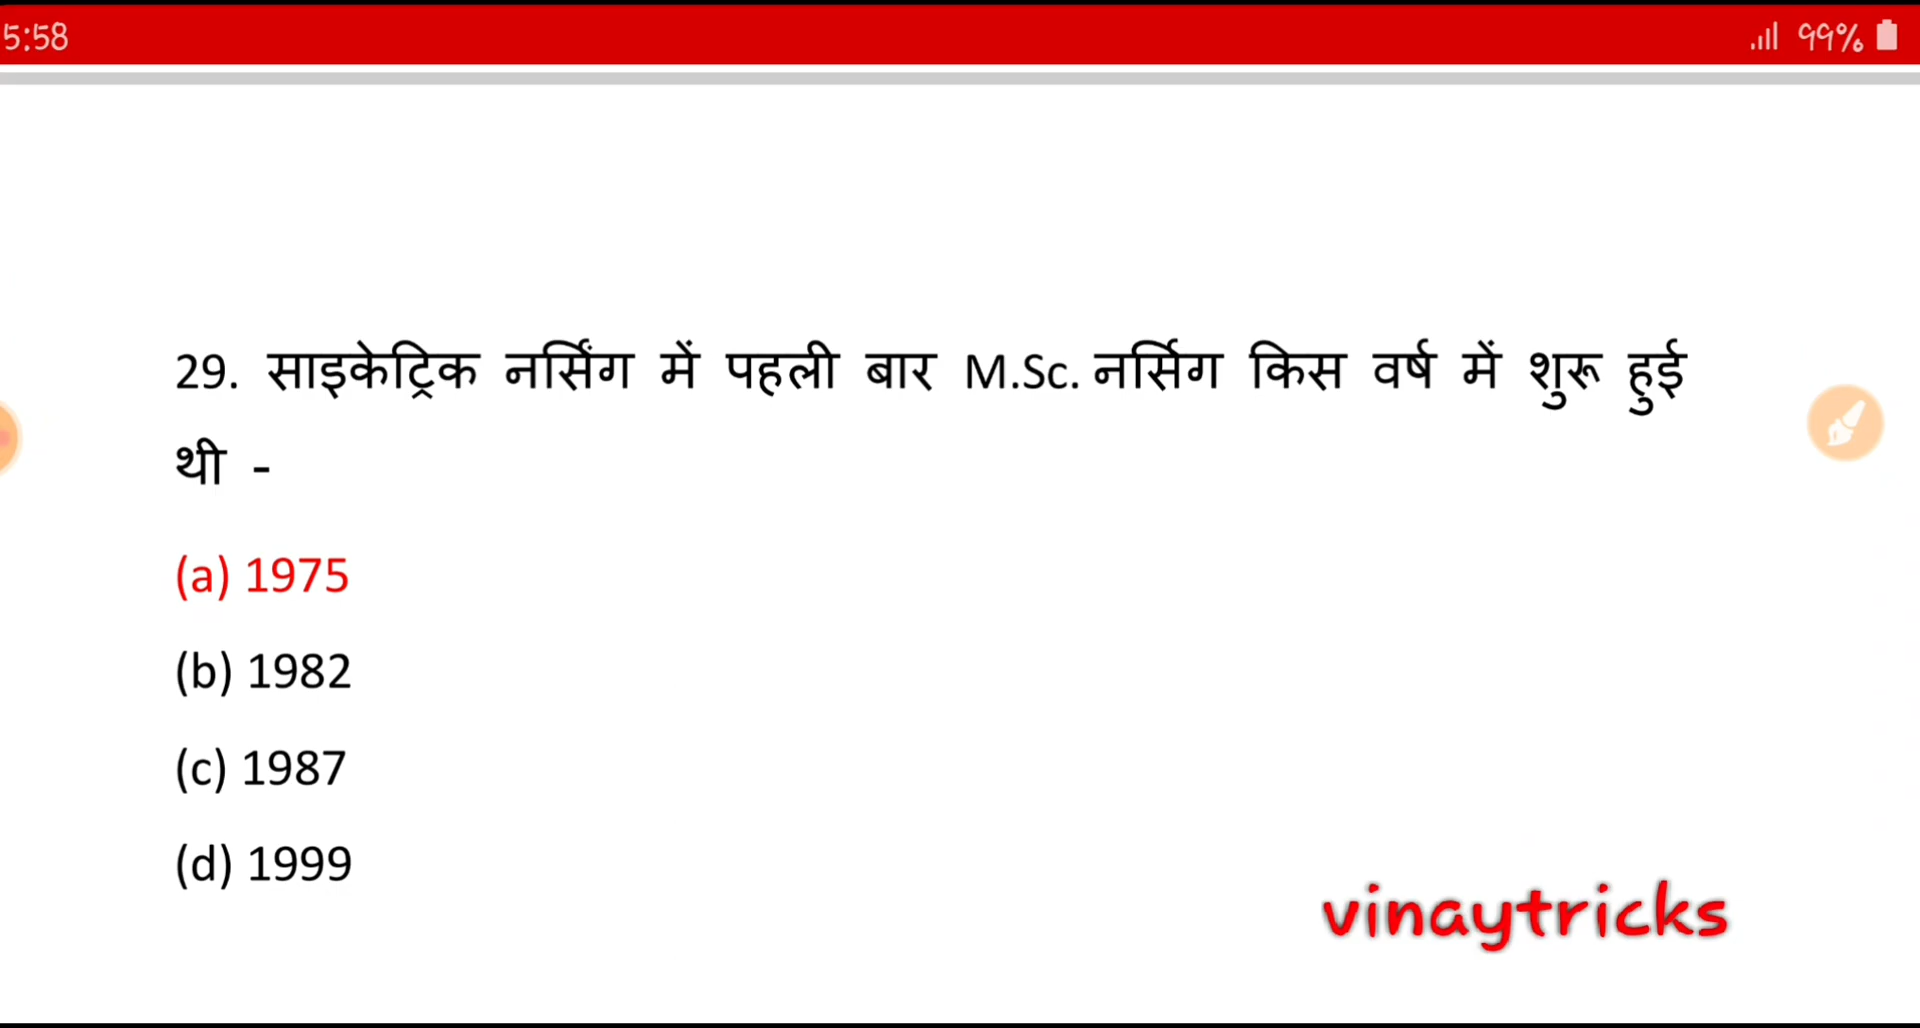 5:58
99%
29. साइकेट्रिक नर्सिंग में पहली बार M.Sc. नर्सिग किस वर्ष में शुरू हुई
थी -
(a) 1975
(b) 1982
(c) 1987
(d) 1999
vinaytricks